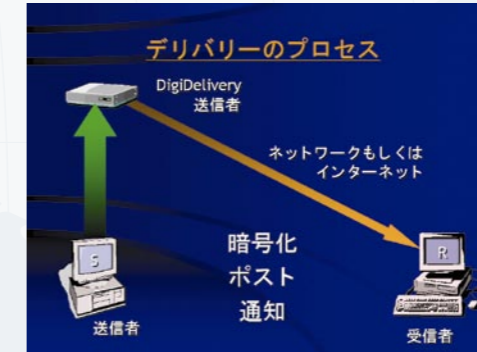 デリバリーのプロセス
DigiDelivery
送信者
ネットワークもしくは
インターネット
S
R
暗号化
ポスト
通知
送信者
受信者